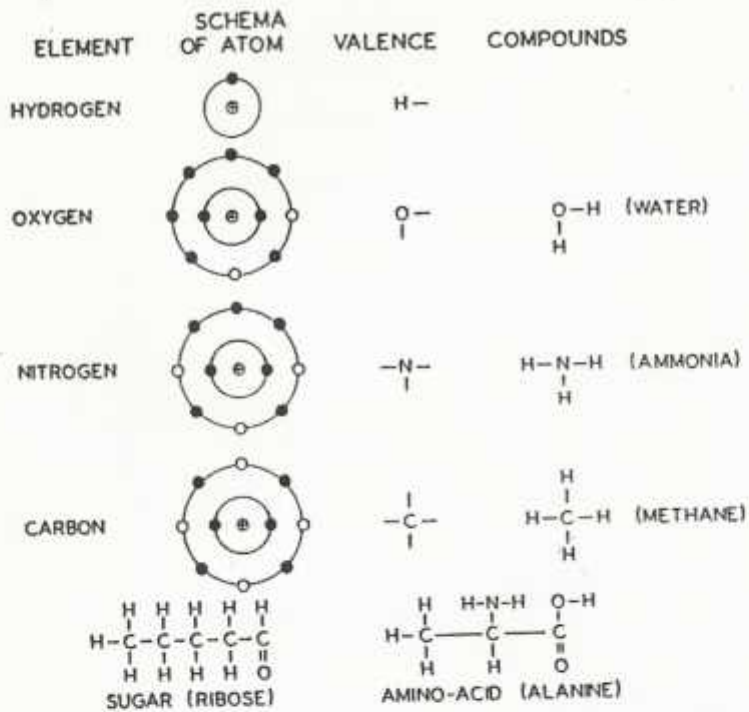 ELEMENT SCHEMA OF ATOM VALENCE COMPOUNDS
HYDROGEN H–
OXYGEN O– O–H (WATER)
H
NITROGEN –N– H–N–H (AMMONIA)
H
H
CARBON –C– H–C–H (METHANE)
H
H H H H H H H–N–H O–H
H–C–C–C–C–C H–C–C–C
H H H H O H H O
SUGAR (RIBOSE) AMINO-ACID (ALANINE)